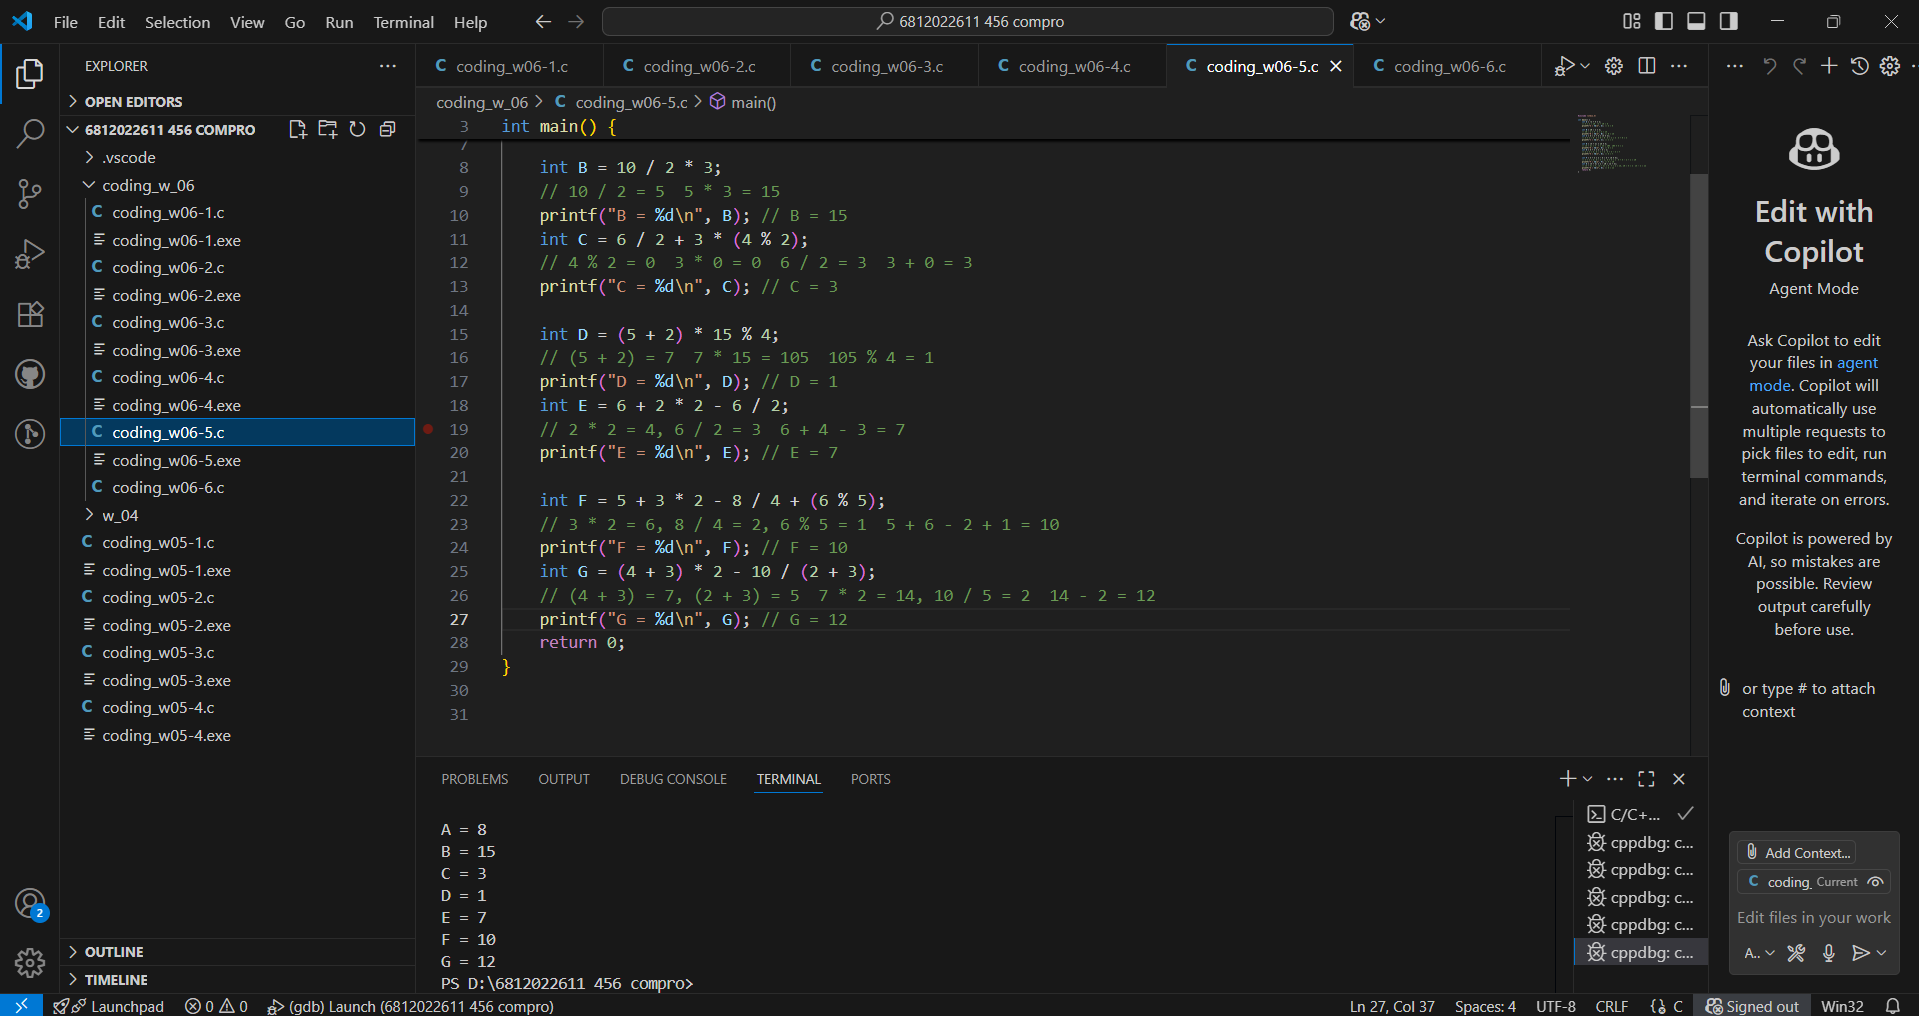 File Edit Selection View Go Run Terminal Help
6812022611 456 compro
EXPLORER
OPEN EDITORS
6812022611 456 COMPRO
.vscode
coding_w_06
C coding_w06-1.c
coding_w06-1.exe
C coding_w06-2.c
coding_w06-2.exe
C coding_w06-3.c
coding_w06-3.exe
C coding_w06-4.c
coding_w06-4.exe
C coding_w06-5.c
coding_w06-5.exe
C coding_w06-6.c
w_04
C coding_w05-1.c
coding_w05-1.exe
C coding_w05-2.c
coding_w05-2.exe
C coding_w05-3.c
coding_w05-3.exe
C coding_w05-4.c
coding_w05-4.exe
OUTLINE
TIMELINE
2
C coding_w06-1.c C coding_w06-2.c C coding_w06-3.c C coding_w06-4.c C coding_w06-5.c C coding_w06-6.c
coding_w_06 > C coding_w06-5.c > main()
3 int main() {
7
8 int B = 10 / 2 * 3;
9 // 10 / 2 = 5  5 * 3 = 15
10 printf("B = %d\n", B); // B = 15
11 int C = 6 / 2 + 3 * (4 % 2);
12 // 4 % 2 = 0  3 * 0 = 0  6 / 2 = 3  3 + 0 = 3
13 printf("C = %d\n", C); // C = 3
14
15 int D = (5 + 2) * 15 % 4;
16 // (5 + 2) = 7  7 * 15 = 105  105 % 4 = 1
17 printf("D = %d\n", D); // D = 1
18 int E = 6 + 2 * 2 - 6 / 2;
19 // 2 * 2 = 4, 6 / 2 = 3  6 + 4 - 3 = 7
20 printf("E = %d\n", E); // E = 7
21
22 int F = 5 + 3 * 2 - 8 / 4 + (6 % 5);
23 // 3 * 2 = 6, 8 / 4 = 2, 6 % 5 = 1  5 + 6 - 2 + 1 = 10
24 printf("F = %d\n", F); // F = 10
25 int G = (4 + 3) * 2 - 10 / (2 + 3);
26 // (4 + 3) = 7, (2 + 3) = 5  7 * 2 = 14, 10 / 5 = 2  14 - 2 = 12
27 printf("G = %d\n", G); // G = 12
28 return 0;
29 }
30
31
PROBLEMS OUTPUT DEBUG CONSOLE TERMINAL PORTS
A = 8
B = 15
C = 3
D = 1
E = 7
F = 10
G = 12
PS D:\6812022611 456 compro>
C/C+...
cppdbg: c...
cppdbg: c...
cppdbg: c...
cppdbg: c...
cppdbg: c...
Edit with
Copilot
Agent Mode
Ask Copilot to edit
your files in agent
mode. Copilot will
automatically use
multiple requests to
pick files to edit, run
terminal commands,
and iterate on errors.
Copilot is powered by
AI, so mistakes are
possible. Review
output carefully
before use.
or type # to attach
context
Add Context...
C coding_ Current
Edit files in your work
A..
Launchpad 0 0 (gdb) Launch (6812022611 456 compro) Ln 27, Col 37 Spaces: 4 UTF-8 CRLF {} C Signed out Win32